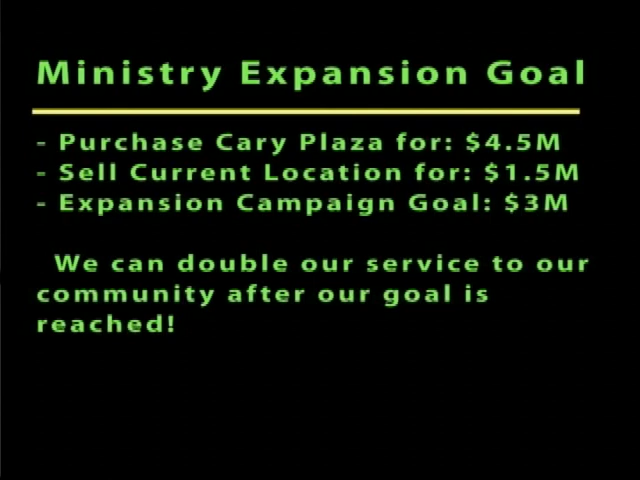 Ministry Expansion Goal
- Purchase Cary Plaza for: $4.5M
- Sell Current Location for: $1.5M
- Expansion Campaign Goal: $3M
We can double our service to our
community after our goal is
reached!